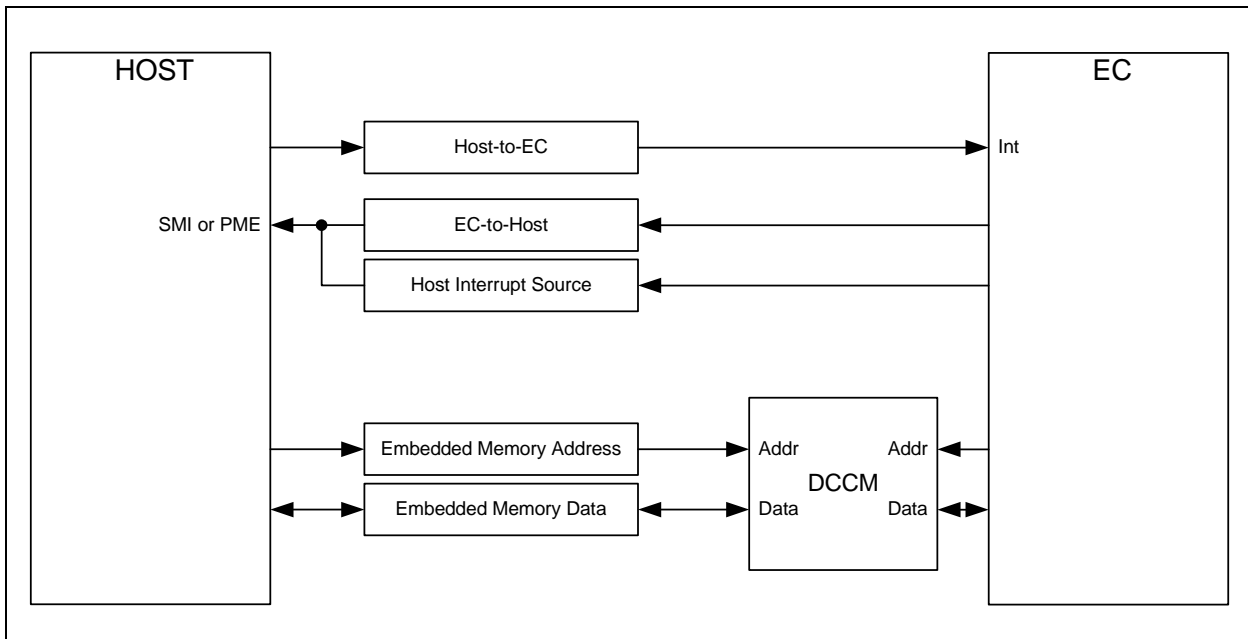 HOST
EC
Host-to-EC
Int
SMI or PME
EC-to-Host
Host Interrupt Source
Embedded Memory Address
Addr
Addr
DCCM
Embedded Memory Data
Data
Data